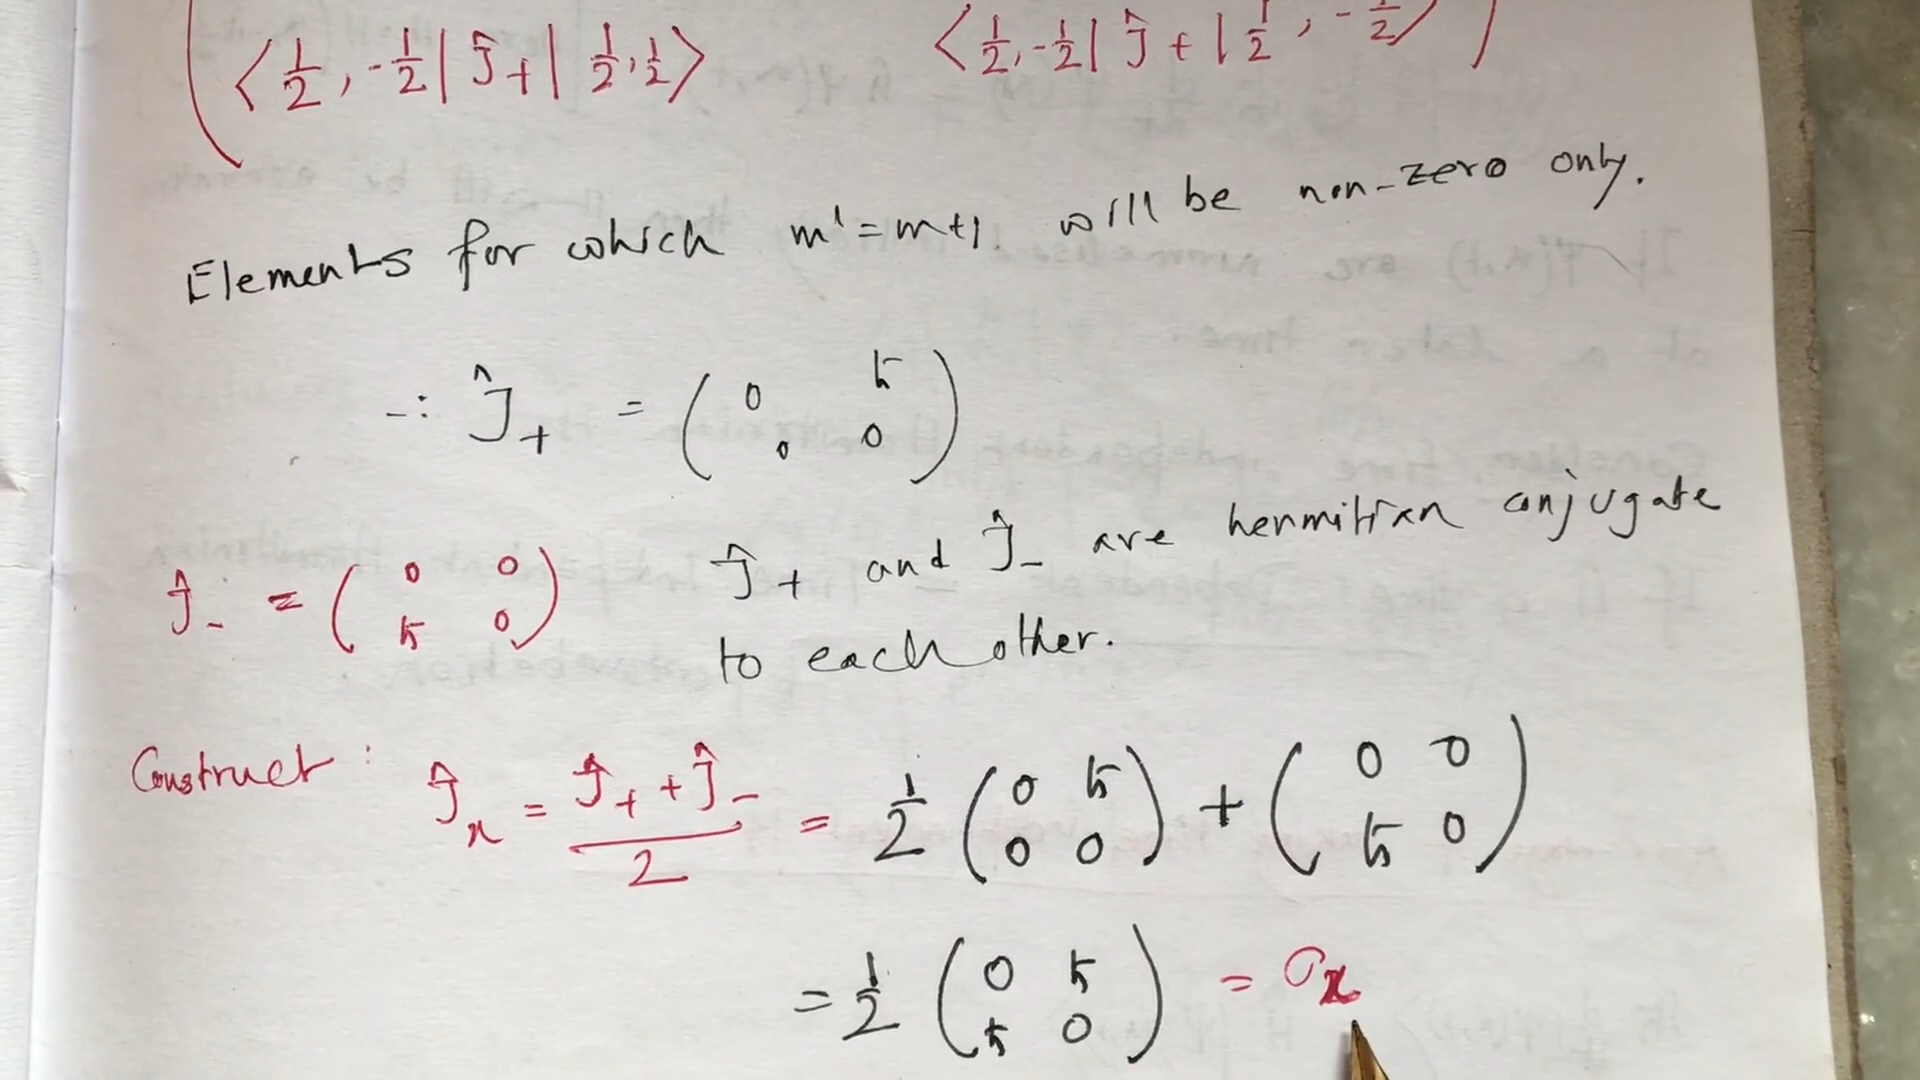 ⟨1/2, -1/2| Ĵ+ | 1/2, 1/2⟩ ⟨1/2, -1/2| Ĵ+ | 1/2, -1/2⟩
Elements for which m' = m+1 will be non-zero only.
∴ Ĵ+ = ( 0 ħ
0 0 )
Ĵ- = ( 0 0
ħ 0 )
Ĵ+ and Ĵ- are hermitian conjugate
to each other.
Construct : Ĵx = (Ĵ+ + Ĵ-)/2 = 1/2 ( 0 ħ
0 0 ) + ( 0 0
ħ 0 )
= 1/2 ( 0 ħ
ħ 0 ) = σx